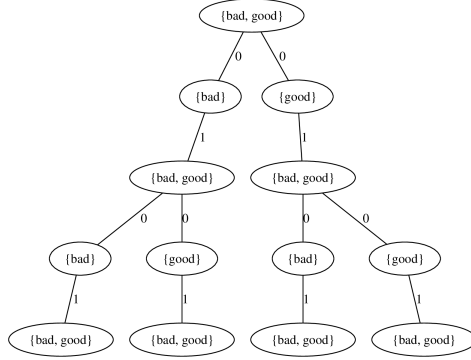 {bad, good}
0 0
{bad} {good}
1 1
{bad, good} {bad, good}
0 0 0 0
{bad} {good} {bad} {good}
1 1 1 1
{bad, good} {bad, good} {bad, good} {bad, good}